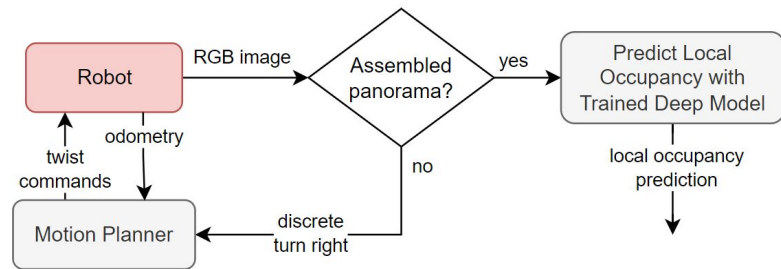 RGB image
Robot
Assembled
panorama?
yes
Predict Local
Occupancy with
Trained Deep Model
odometry
twist
commands
no
local occupancy
prediction
Motion Planner
discrete
turn right